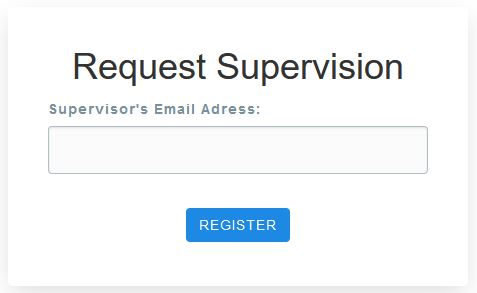 Request Supervision
Supervisor's Email Adress:
REGISTER